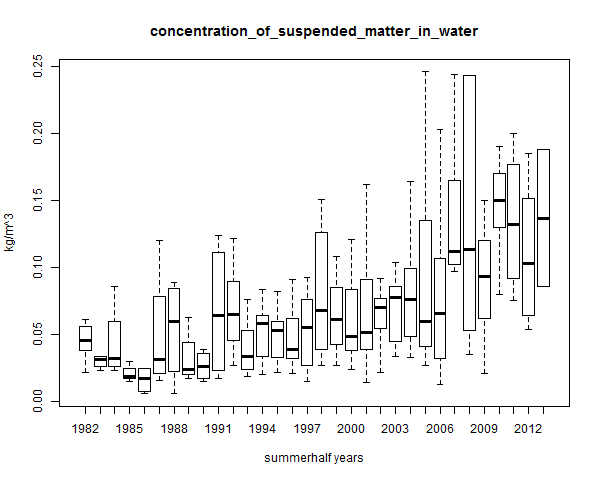 concentration_of_suspended_matter_in_water
kg/m^3
0.25
0.20
0.15
0.10
0.05
0.00
1982 1985 1988 1991 1994 1997 2000 2003 2006 2009 2012
summerhalf years